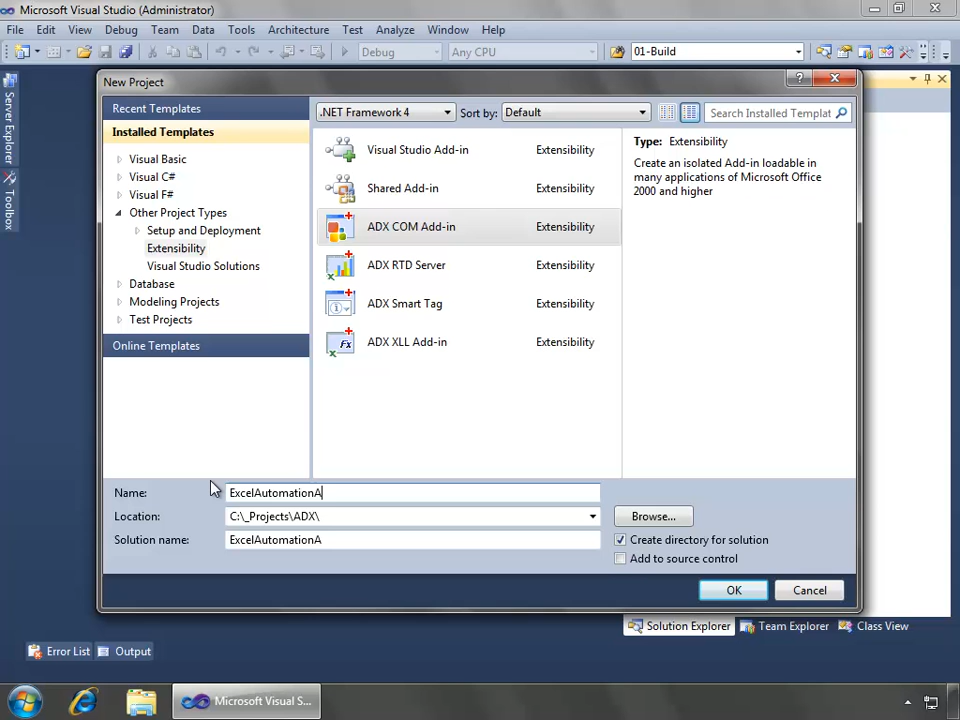 Microsoft Visual Studio (Administrator)
File Edit View Debug Team Data Tools Architecture Test Analyze Window Help
Debug Any CPU 01-Build
Server Explorer
Toolbox
New Project
Recent Templates
Installed Templates
Visual Basic
Visual C#
Visual F#
Other Project Types
Setup and Deployment
Extensibility
Visual Studio Solutions
Database
Modeling Projects
Test Projects
Online Templates
.NET Framework 4 Sort by: Default Search Installed Templat
Visual Studio Add-in Extensibility
Shared Add-in Extensibility
ADX COM Add-in Extensibility
ADX RTD Server Extensibility
ADX Smart Tag Extensibility
ADX XLL Add-in Extensibility
Type: Extensibility
Create an isolated Add-in loadable in
many applications of Microsoft Office
2000 and higher
Name: ExcelAutomationA
Location: C:\_Projects\ADX\ Browse...
Solution name: ExcelAutomationA
Create directory for solution
Add to source control
OK Cancel
Solution Explorer Team Explorer Class View
Error List Output
Microsoft Visual S...